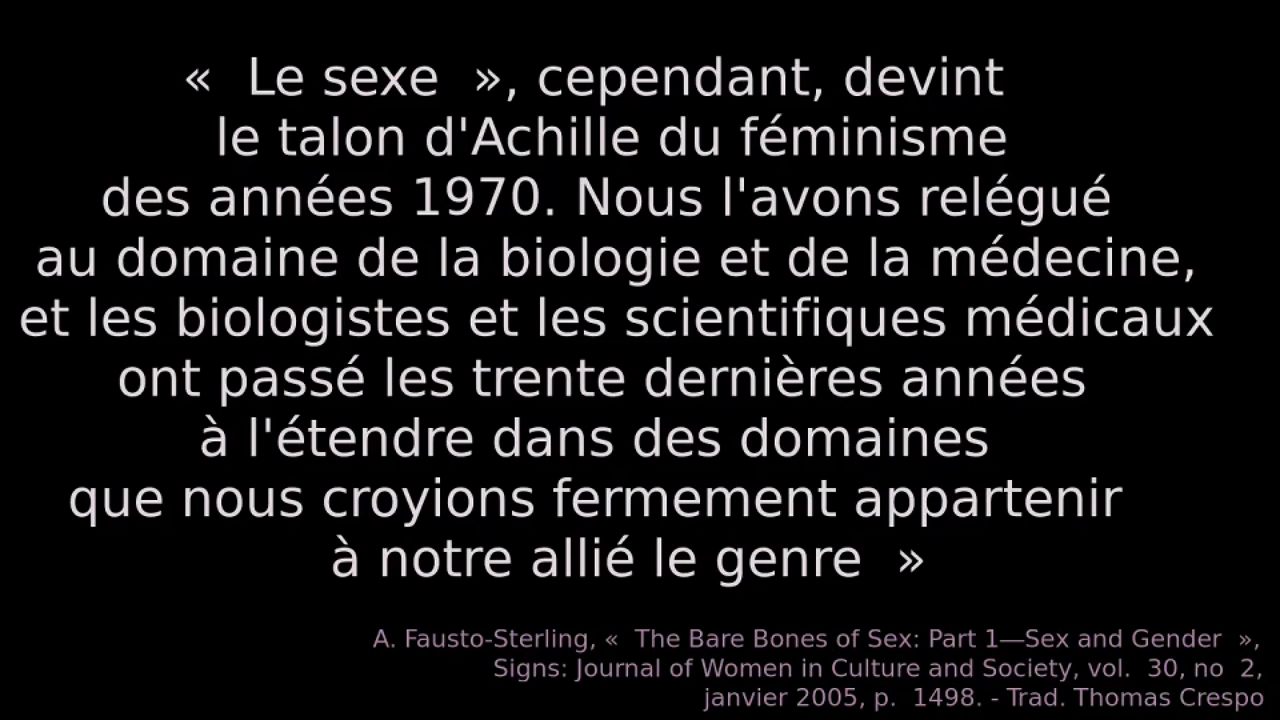 «  Le sexe  », cependant, devint
le talon d'Achille du féminisme
des années 1970. Nous l'avons relégué
au domaine de la biologie et de la médecine,
et les biologistes et les scientifiques médicaux
ont passé les trente dernières années
à l'étendre dans des domaines
que nous croyions fermement appartenir
à notre allié le genre  »
A. Fausto-Sterling, «  The Bare Bones of Sex: Part 1—Sex and Gender  »,
Signs: Journal of Women in Culture and Society, vol.  30, no  2,
janvier 2005, p.  1498. - Trad. Thomas Crespo